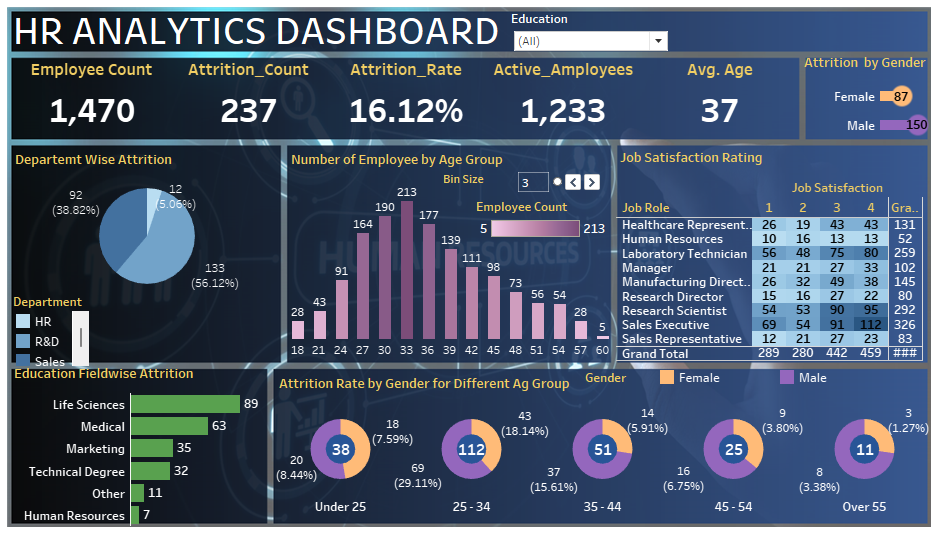 HR ANALYTICS DASHBOARD
Education
(All)
Employee Count
1,470
Attrition_Count
237
Attrition_Rate
16.12%
Active_Amployees
1,233
Avg. Age
37
Attrition by Gender
Female 87
Male 150
Departemt Wise Attrition
92
(38.82%)
12
(5.06%)
133
(56.12%)
Department
HR
R&D
Sales
Number of Employee by Age Group
Bin Size
3
Employee Count
5 213
28 43 91 164 190 213 177 139 111 98 73 56 54 28 5
18 21 24 27 30 33 36 39 42 45 48 51 54 57 60
HUMAN RESOURCES
Job Satisfaction Rating
Job Satisfaction
Job Role 1 2 3 4 Gra..
Healthcare Represent.. 26 19 43 43 131
Human Resources 10 16 13 13 52
Laboratory Technician 56 48 75 80 259
Manager 21 21 27 33 102
Manufacturing Direct.. 26 32 49 38 145
Research Director 15 16 27 22 80
Research Scientist 54 53 90 95 292
Sales Executive 69 54 91 112 326
Sales Representative 12 21 27 23 83
Grand Total 289 280 442 459 ###
Education Fieldwise Attrition
Life Sciences 89
Medical 63
Marketing 35
Technical Degree 32
Other 11
Human Resources 7
Attrition Rate by Gender for Different Ag Group
Gender
Female
Male
38
18
(7.59%)
20
(8.44%)
Under 25
112
43
(18.14%)
69
(29.11%)
25 - 34
51
14
(5.91%)
37
(15.61%)
35 - 44
25
9
(3.80%)
16
(6.75%)
45 - 54
11
3
(1.27%)
8
(3.38%)
Over 55